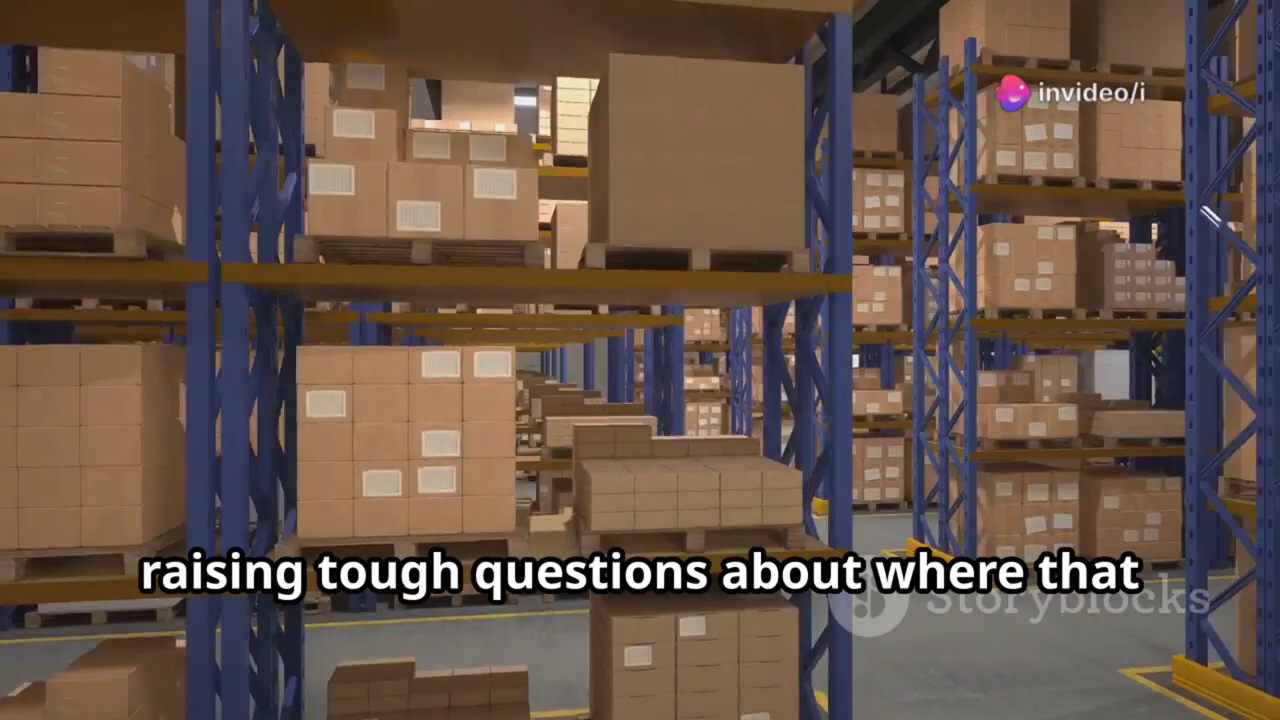 invideo/i
raising tough questions about where that
Storyblocks